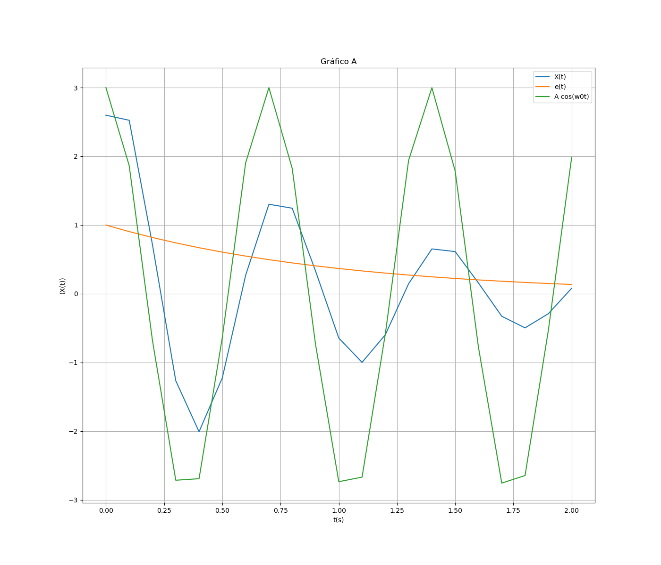 Gráfico A
X(t)
e(t)
A cos(w0t)
3
2
1
0
−1
−2
−3
(X(t))
0.00 0.25 0.50 0.75 1.00 1.25 1.50 1.75 2.00
t(s)